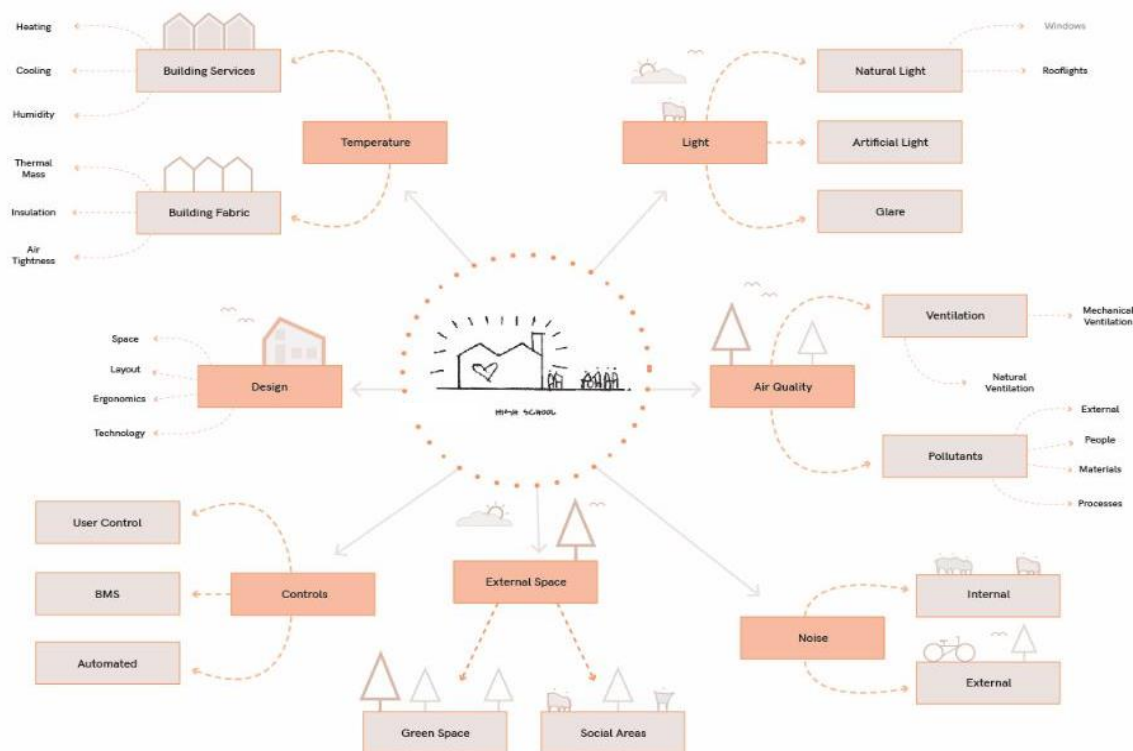 Heating
Cooling
Humidity
Building Services
Thermal
Mass
Insulation
Air
Tightness
Building Fabric
Temperature
Light
Natural Light
Windows
Rooflights
Artificial Light
Glare
Space
Layout
Ergonomics
Technology
Design
HIGH SCHOOL
Air Quality
Ventilation
Mechanical
Ventilation
Natural
Ventilation
Pollutants
External
People
Materials
Processes
User Control
BMS
Automated
Controls
External Space
Green Space
Social Areas
Noise
Internal
External